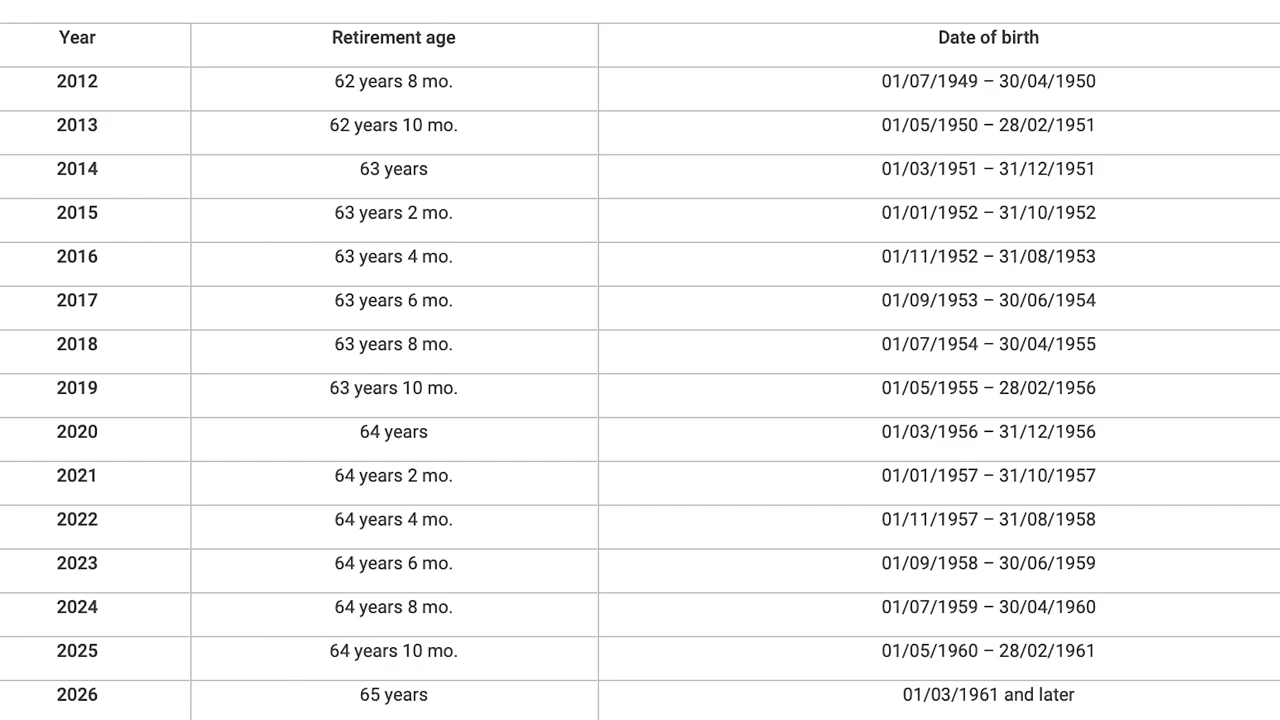 Year Retirement age Date of birth
2012 62 years 8 mo. 01/07/1949 – 30/04/1950
2013 62 years 10 mo. 01/05/1950 – 28/02/1951
2014 63 years 01/03/1951 – 31/12/1951
2015 63 years 2 mo. 01/01/1952 – 31/10/1952
2016 63 years 4 mo. 01/11/1952 – 31/08/1953
2017 63 years 6 mo. 01/09/1953 – 30/06/1954
2018 63 years 8 mo. 01/07/1954 – 30/04/1955
2019 63 years 10 mo. 01/05/1955 – 28/02/1956
2020 64 years 01/03/1956 – 31/12/1956
2021 64 years 2 mo. 01/01/1957 – 31/10/1957
2022 64 years 4 mo. 01/11/1957 – 31/08/1958
2023 64 years 6 mo. 01/09/1958 – 30/06/1959
2024 64 years 8 mo. 01/07/1959 – 30/04/1960
2025 64 years 10 mo. 01/05/1960 – 28/02/1961
2026 65 years 01/03/1961 and later